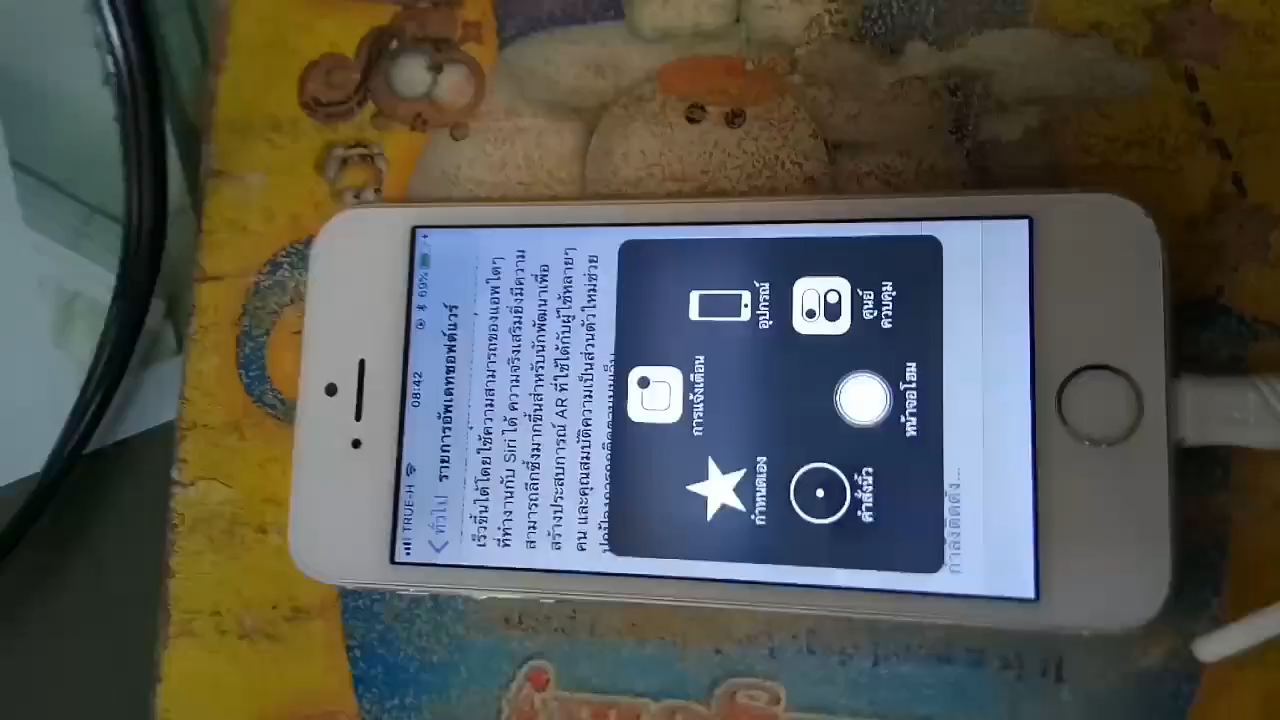 TRUE-H
08:42
69%
ทั่วไป
รายการอัพเดทซอฟต์แวร์
เร็วขึ้นได้โดยใช้ความสามารถของแอพใดๆ
ที่ทำงานกับ Siri ได้ ความจริงเสริมยิ่งมีความ
สามารถลึกซึ้งมากขึ้นสำหรับนักพัฒนาเพื่อ
สร้างประสบการณ์ AR ที่ใช้ได้กับผู้ใช้หลายๆ
คน และคุณสมบัติความเป็นส่วนตัวใหม่ช่วย
การแจ้งเตือน
กำหนดเอง
อุปกรณ์
คำสั่งนิ้ว
หน้าจอโฮม
ศูนย์
ควบคุม
กำลังติดตั้ง...